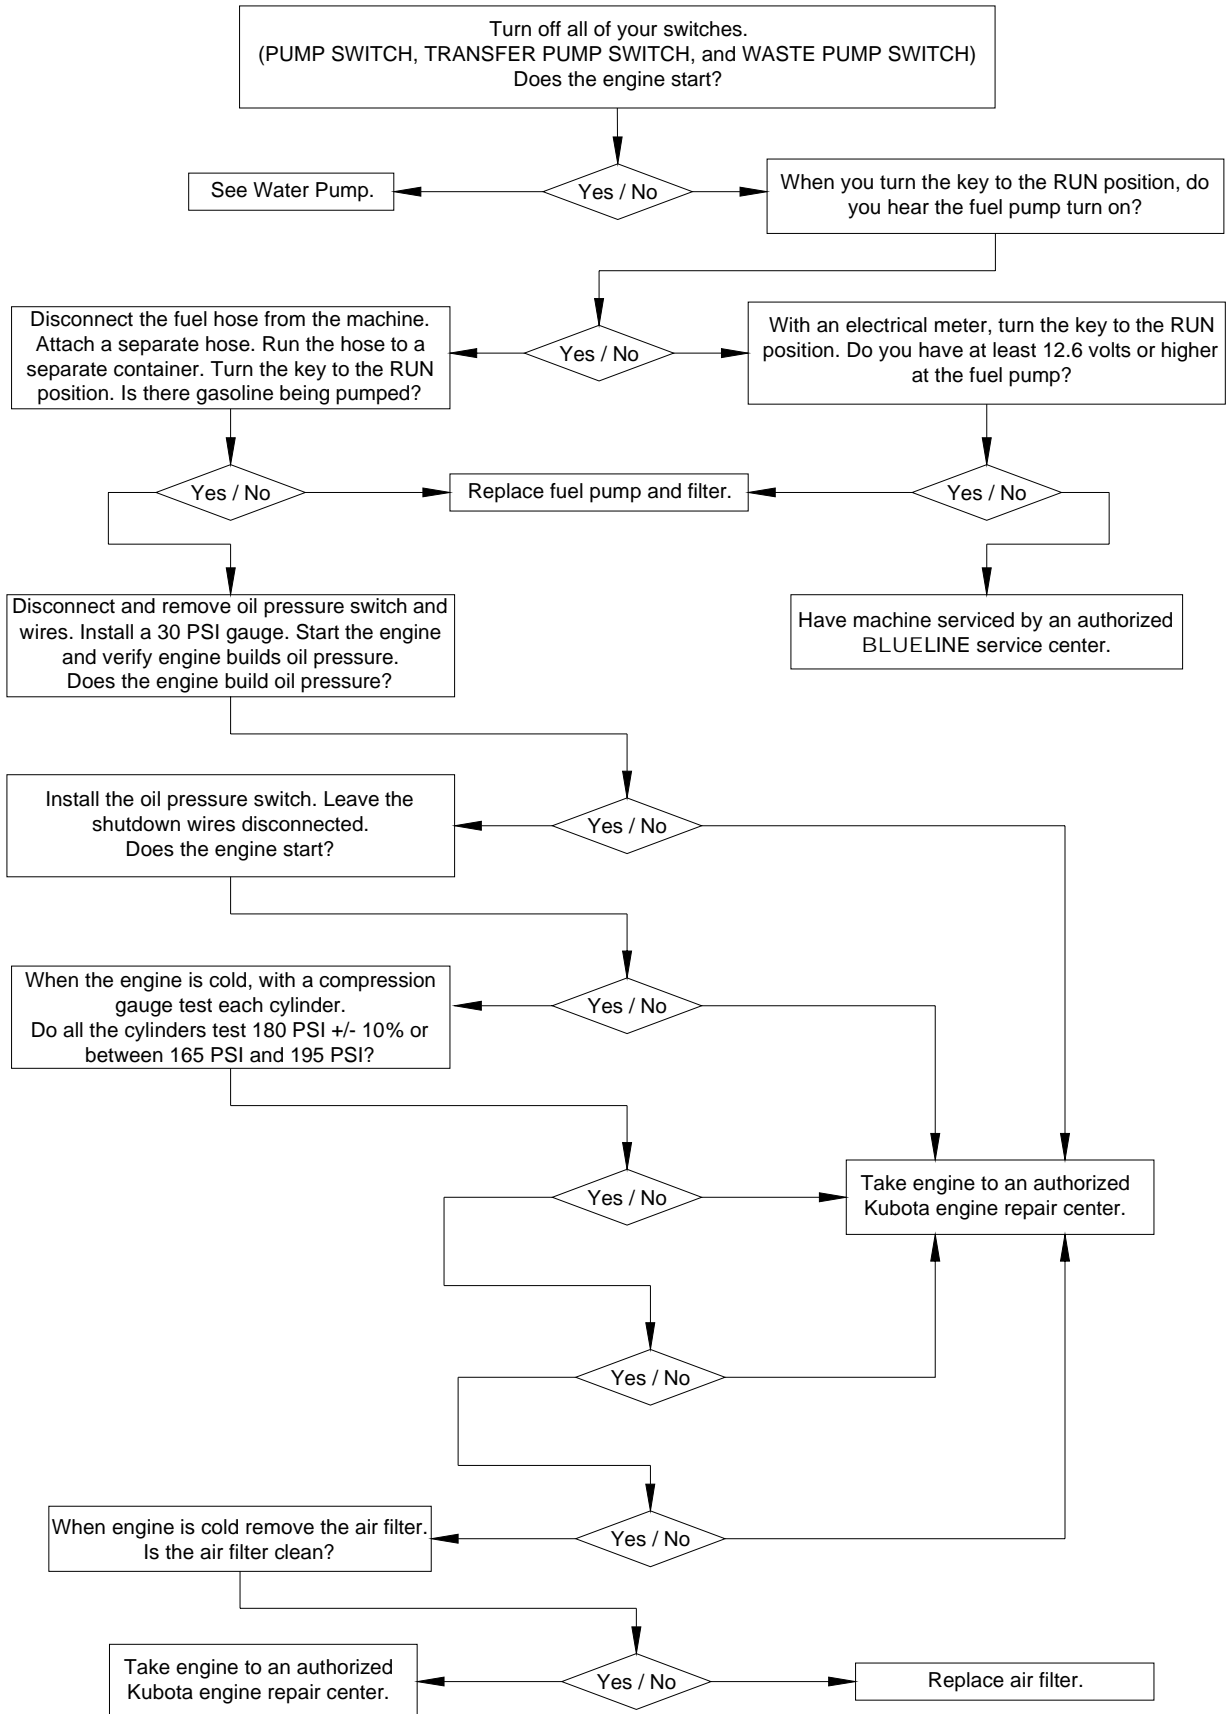 Turn off all of your switches.
(PUMP SWITCH, TRANSFER PUMP SWITCH, and WASTE PUMP SWITCH)
Does the engine start?
See Water Pump.
Yes / No
When you turn the key to the RUN position, do
you hear the fuel pump turn on?
Disconnect the fuel hose from the machine.
Attach a separate hose. Run the hose to a
separate container. Turn the key to the RUN
position. Is there gasoline being pumped?
Yes / No
With an electrical meter, turn the key to the RUN
position. Do you have at least 12.6 volts or higher
at the fuel pump?
Yes / No
Replace fuel pump and filter.
Yes / No
Disconnect and remove oil pressure switch and
wires. Install a 30 PSI gauge. Start the engine
and verify engine builds oil pressure.
Does the engine build oil pressure?
Have machine serviced by an authorized
BLUELINE service center.
Install the oil pressure switch. Leave the
shutdown wires disconnected.
Does the engine start?
Yes / No
When the engine is cold, with a compression
gauge test each cylinder.
Do all the cylinders test 180 PSI +/- 10% or
between 165 PSI and 195 PSI?
Yes / No
Yes / No
Take engine to an authorized
Kubota engine repair center.
Yes / No
When engine is cold remove the air filter.
Is the air filter clean?
Yes / No
Take engine to an authorized
Kubota engine repair center.
Yes / No
Replace air filter.